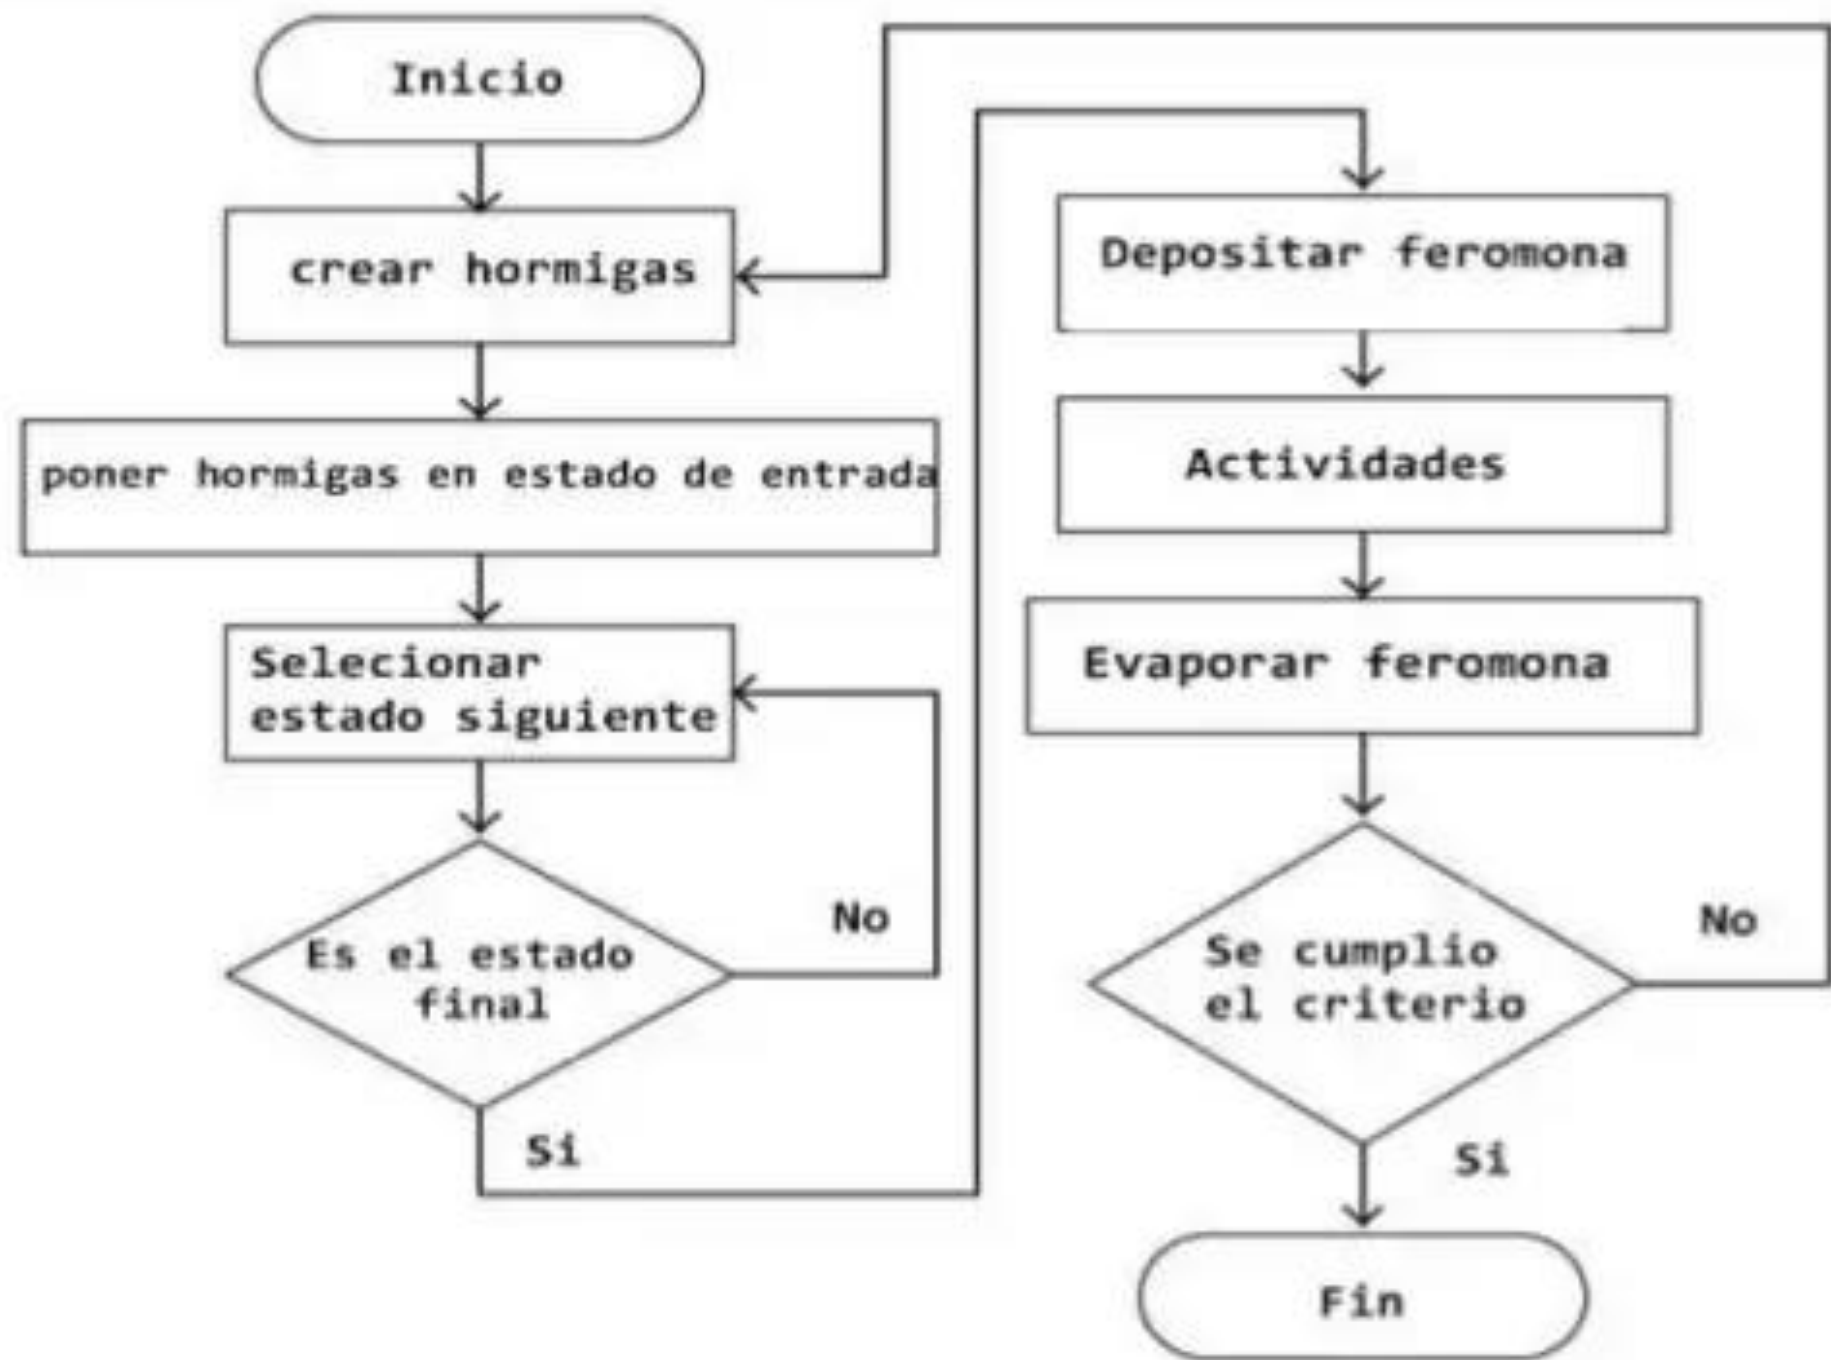 Inicio
crear hormigas
poner hormigas en estado de entrada
Selecionar
estado siguiente
Es el estado
final
No
Si
Depositar feromona
Actividades
Evaporar feromona
Se cumplio
el criterio
No
Si
Fin